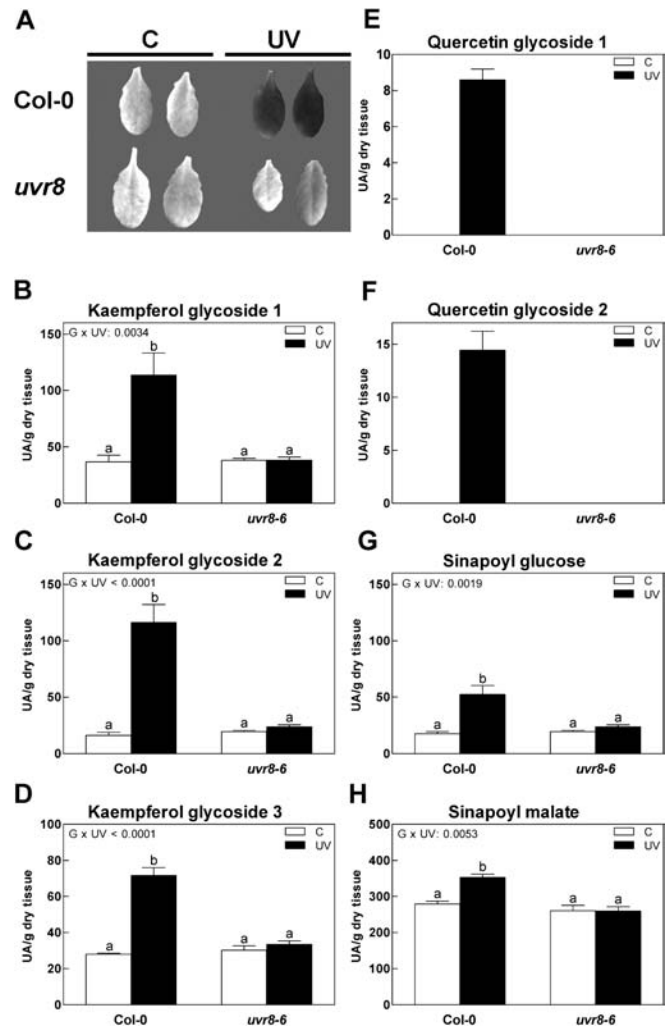 A
C UV
Col-0
uvr8
B
Kaempferol glycoside 1
G x UV: 0.0034
C
UV
150
100
50
0
UA/g dry tissue
a
b
a
a
Col-0 uvr8-6
C
Kaempferol glycoside 2
G x UV < 0.0001
C
UV
150
100
50
0
UA/g dry tissue
a
b
a
a
Col-0 uvr8-6
D
Kaempferol glycoside 3
G x UV < 0.0001
C
UV
100
80
60
40
20
0
UA/g dry tissue
a
b
a
a
Col-0 uvr8-6
E
Quercetin glycoside 1
C
UV
10
8
6
4
2
0
UA/g dry tissue
Col-0 uvr8-6
F
Quercetin glycoside 2
C
UV
15
10
5
0
UA/g dry tissue
Col-0 uvr8-6
G
Sinapoyl glucose
G x UV: 0.0019
C
UV
150
100
50
0
UA/g dry tissue
a
b
a
a
Col-0 uvr8-6
H
Sinapoyl malate
G x UV: 0.0053
C
UV
500
400
300
200
100
0
UA/g dry tissue
a
b
a
a
Col-0 uvr8-6